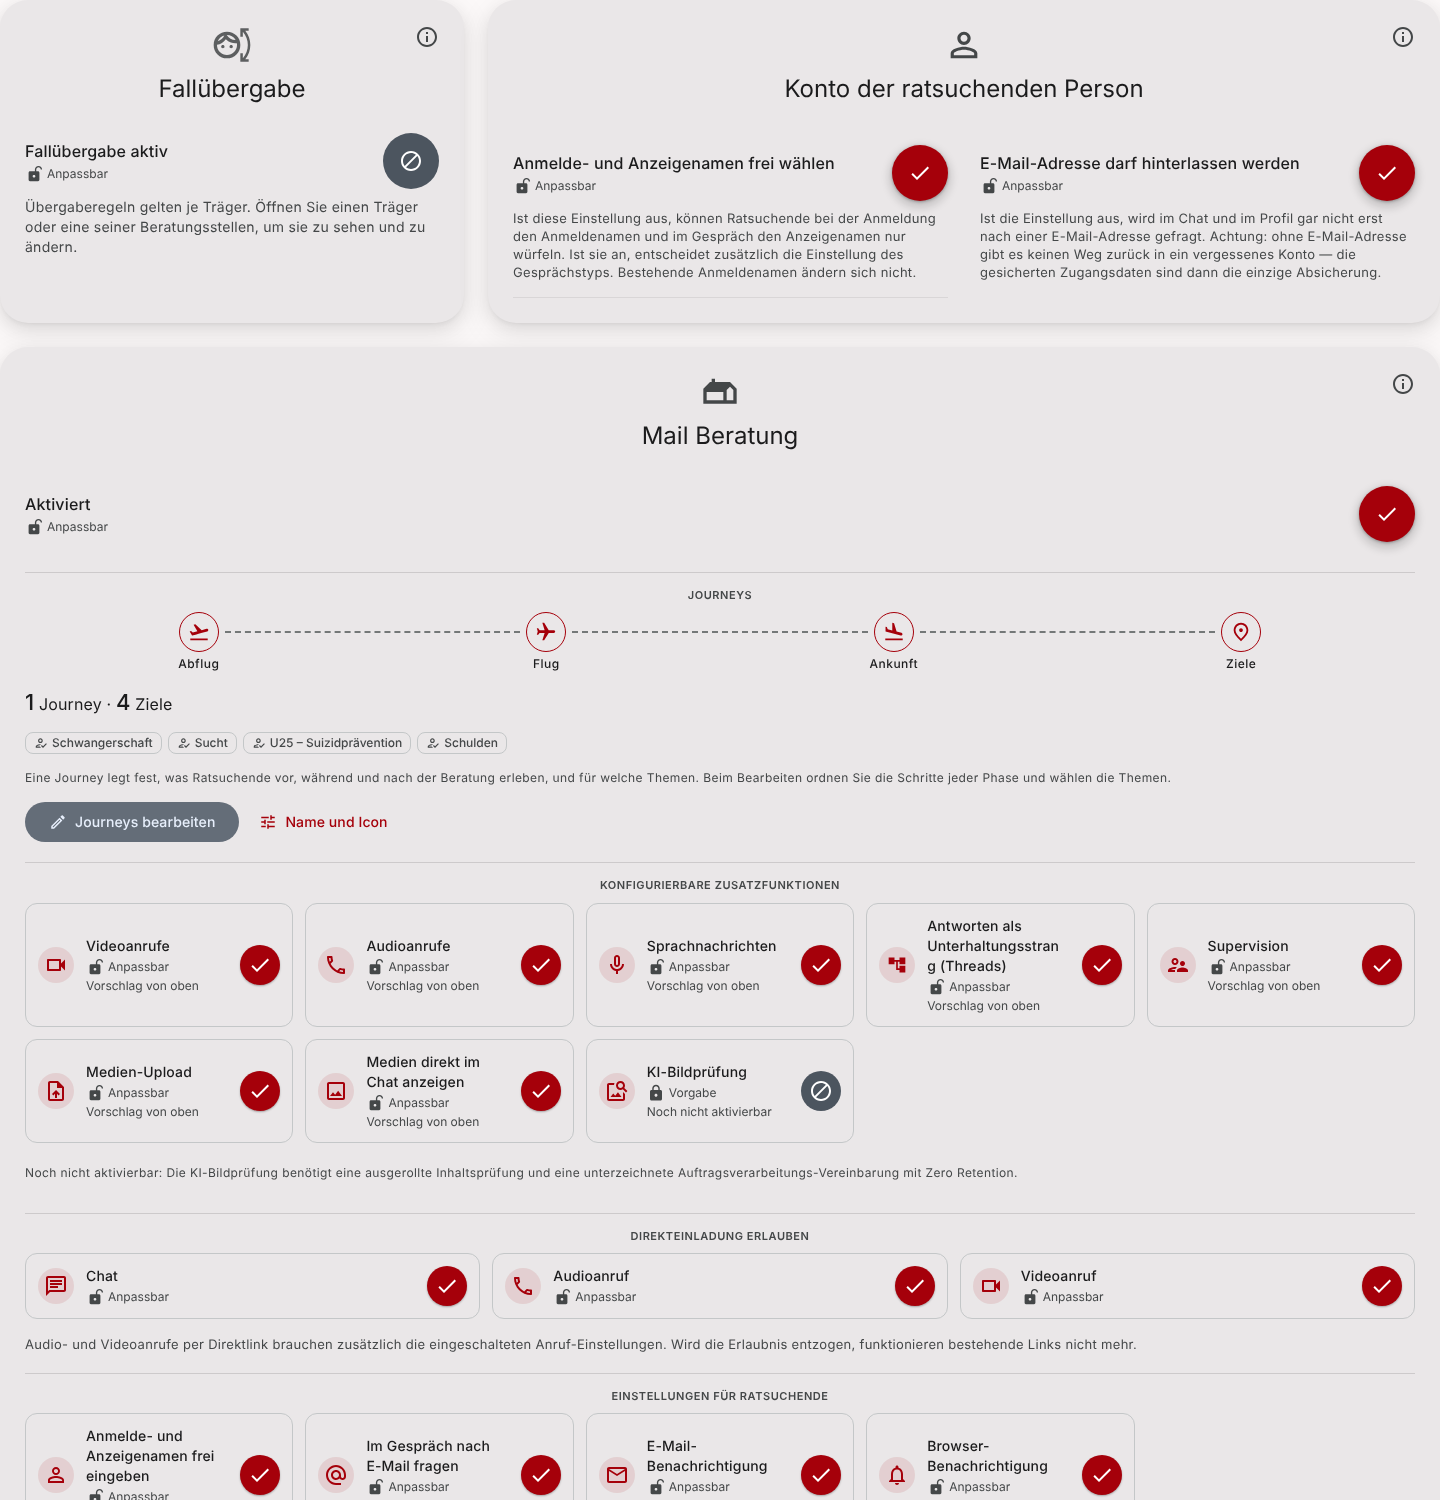 Fallübergabe
Fallübergabe aktiv
Anpassbar
Übergaberegeln gelten je Träger. Öffnen Sie einen Träger
oder eine seiner Beratungsstellen, um sie zu sehen und zu
ändern.
Konto der ratsuchenden Person
Anmelde- und Anzeigenamen frei wählen
Anpassbar
Ist diese Einstellung aus, können Ratsuchende bei der Anmeldung
den Anmeldenamen und im Gespräch den Anzeigenamen nur
würfeln. Ist sie an, entscheidet zusätzlich die Einstellung des
Gesprächstyps. Bestehende Anmeldenamen ändern sich nicht.
E-Mail-Adresse darf hinterlassen werden
Anpassbar
Ist die Einstellung aus, wird im Chat und im Profil gar nicht erst
nach einer E-Mail-Adresse gefragt. Achtung: ohne E-Mail-Adresse
gibt es keinen Weg zurück in ein vergessenes Konto — die
gesicherten Zugangsdaten sind dann die einzige Absicherung.
Mail Beratung
Aktiviert
Anpassbar
JOURNEYS
Abflug
Flug
Ankunft
Ziele
1 Journey · 4 Ziele
Schwangerschaft
Sucht
U25 – Suizidprävention
Schulden
Eine Journey legt fest, was Ratsuchende vor, während und nach der Beratung erleben, und für welche Themen. Beim Bearbeiten ordnen Sie die Schritte jeder Phase und wählen die Themen.
Journeys bearbeiten
Name und Icon
KONFIGURIERBARE ZUSATZFUNKTIONEN
Videoanrufe
Anpassbar
Vorschlag von oben
Audioanrufe
Anpassbar
Vorschlag von oben
Sprachnachrichten
Anpassbar
Vorschlag von oben
Antworten als
Unterhaltungsstran
g (Threads)
Anpassbar
Vorschlag von oben
Supervision
Anpassbar
Vorschlag von oben
Medien-Upload
Anpassbar
Vorschlag von oben
Medien direkt im
Chat anzeigen
Anpassbar
Vorschlag von oben
KI-Bildprüfung
Vorgabe
Noch nicht aktivierbar
Noch nicht aktivierbar: Die KI-Bildprüfung benötigt eine ausgerollte Inhaltsprüfung und eine unterzeichnete Auftragsverarbeitungs-Vereinbarung mit Zero Retention.
DIREKTEINLADUNG ERLAUBEN
Chat
Anpassbar
Audioanruf
Anpassbar
Videoanruf
Anpassbar
Audio- und Videoanrufe per Direktlink brauchen zusätzlich die eingeschalteten Anruf-Einstellungen. Wird die Erlaubnis entzogen, funktionieren bestehende Links nicht mehr.
EINSTELLUNGEN FÜR RATSUCHENDE
Anmelde- und
Anzeigenamen frei
eingeben
Anpassbar
Im Gespräch nach
E-Mail fragen
Anpassbar
E-Mail-
Benachrichtigung
Anpassbar
Browser-
Benachrichtigung
Anpassbar